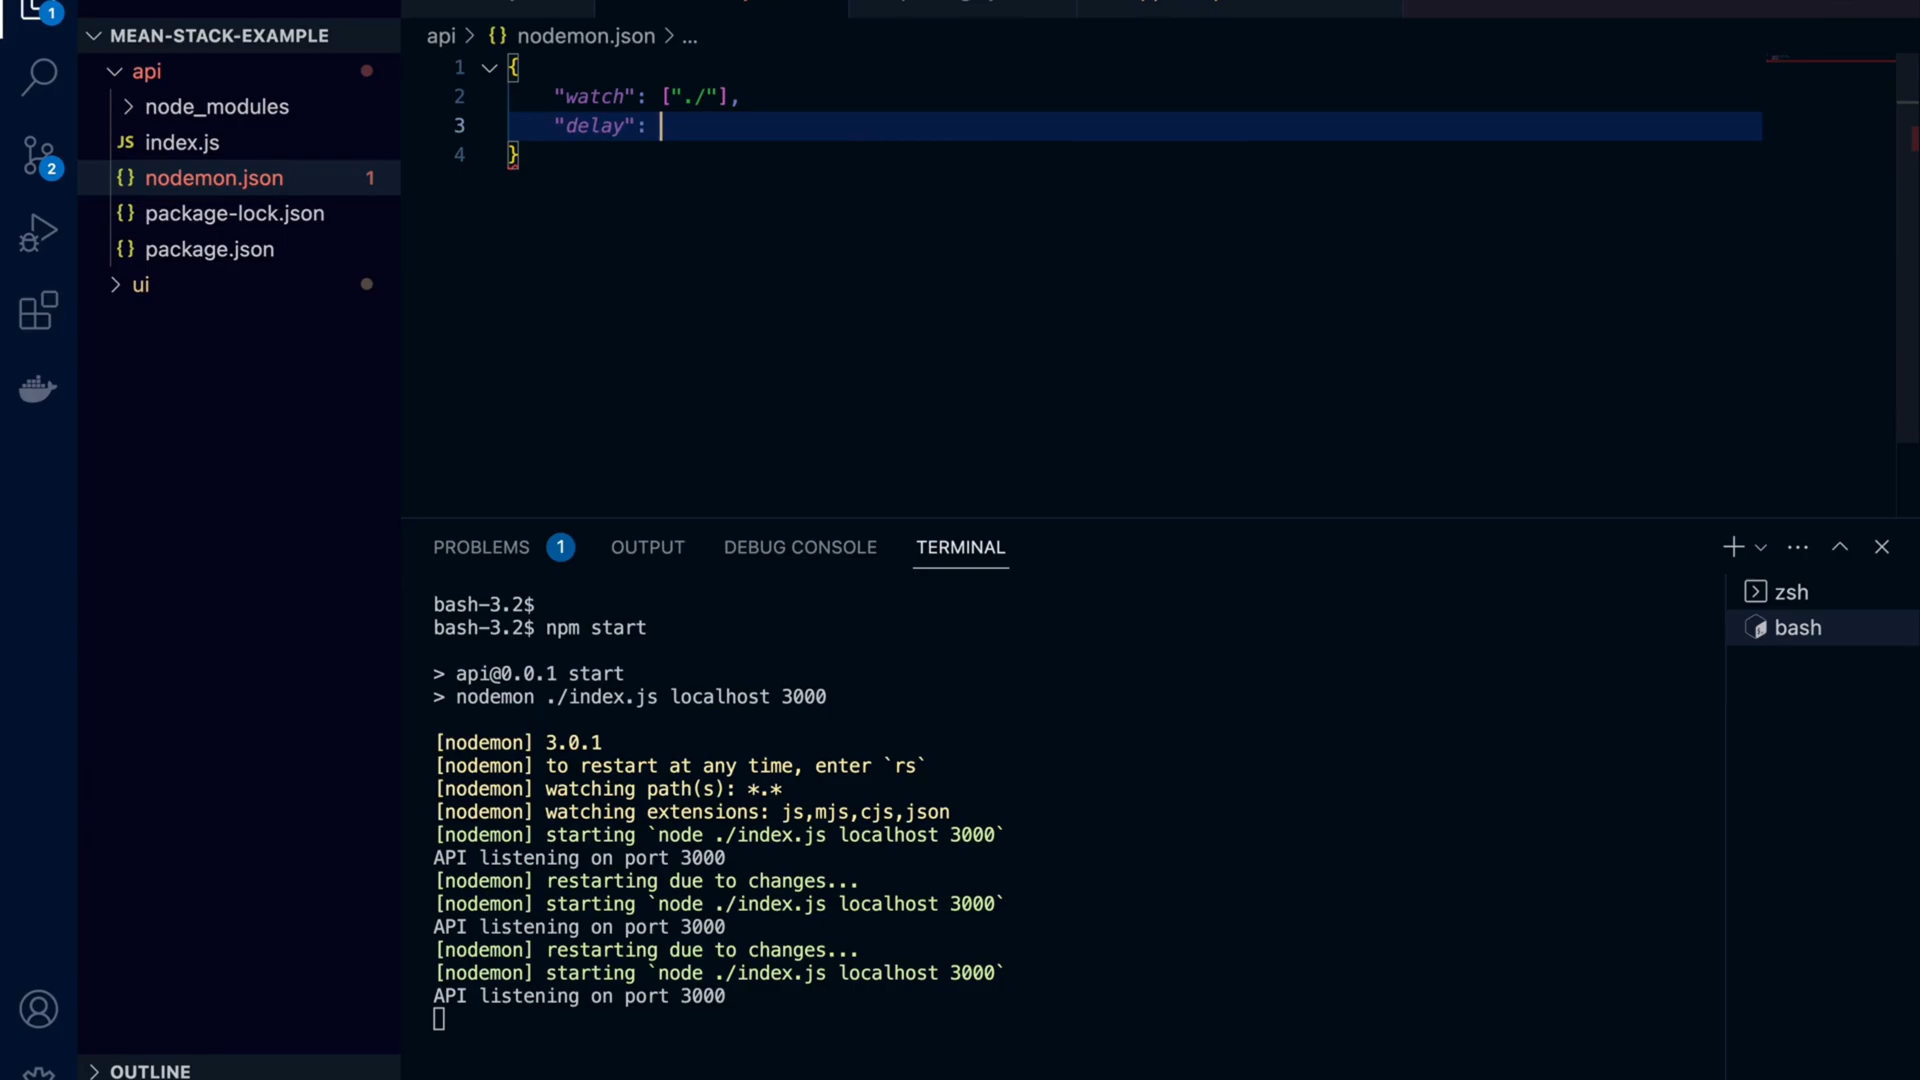 1
MEAN-STACK-EXAMPLE
api
node_modules
JS index.js
2
{} nodemon.json 1
{} package-lock.json
{} package.json
ui
OUTLINE
api > {} nodemon.json > ...
1 {
2 "watch": ["./"],
3 "delay":
4 }
PROBLEMS 1 OUTPUT DEBUG CONSOLE TERMINAL
bash-3.2$
bash-3.2$ npm start
> api@0.0.1 start
> nodemon ./index.js localhost 3000
[nodemon] 3.0.1
[nodemon] to restart at any time, enter `rs`
[nodemon] watching path(s): *.*
[nodemon] watching extensions: js,mjs,cjs,json
[nodemon] starting `node ./index.js localhost 3000`
API listening on port 3000
[nodemon] restarting due to changes...
[nodemon] starting `node ./index.js localhost 3000`
API listening on port 3000
[nodemon] restarting due to changes...
[nodemon] starting `node ./index.js localhost 3000`
API listening on port 3000
zsh
bash